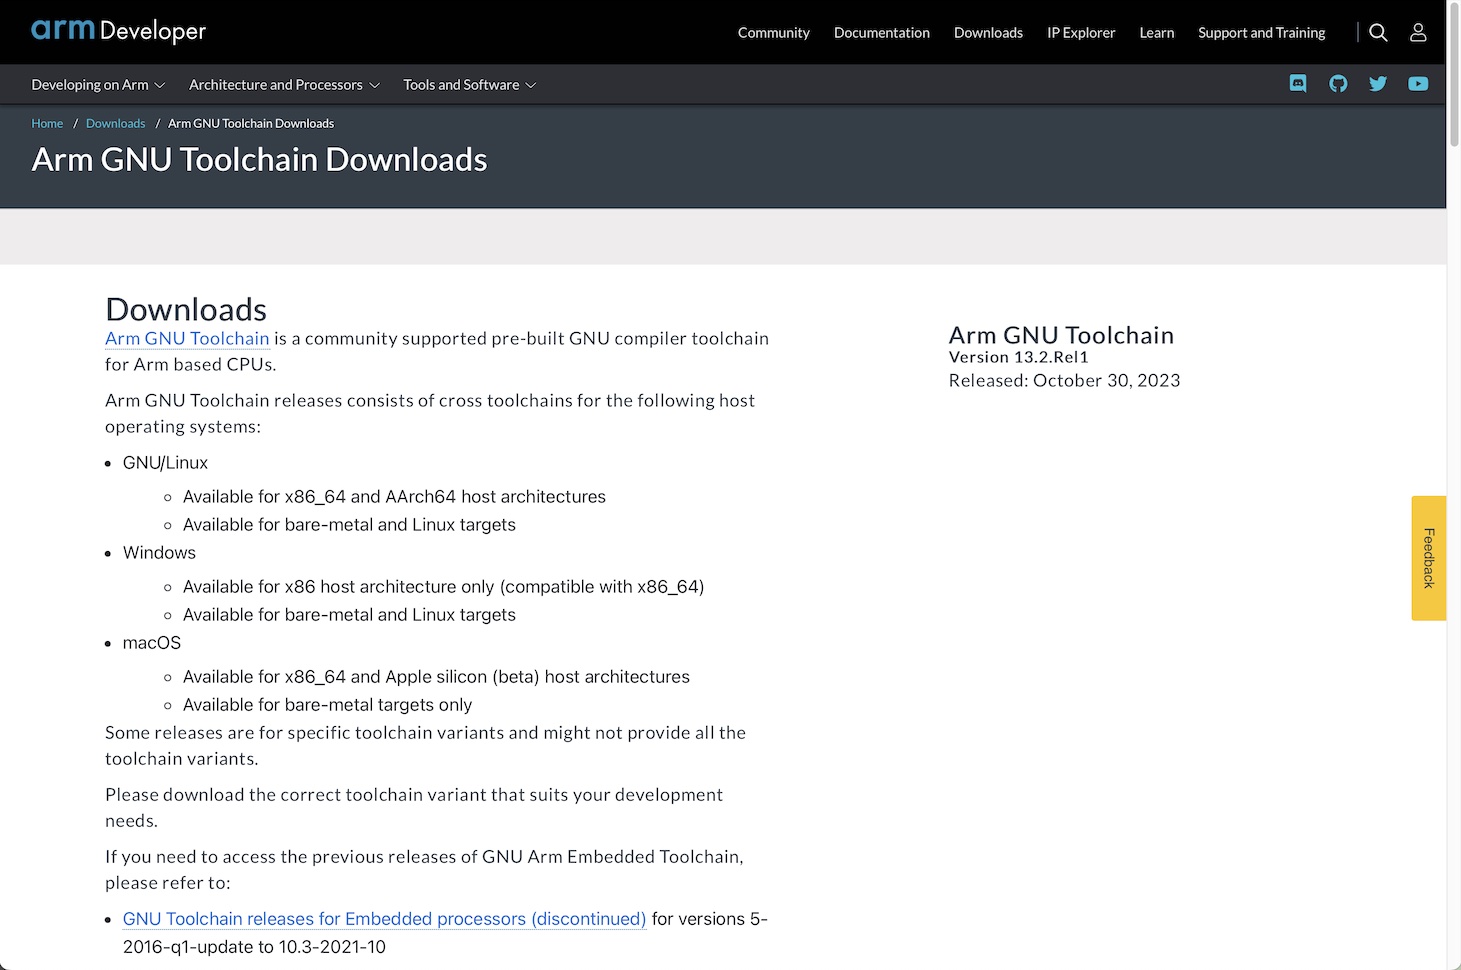 arm Developer
Community Documentation Downloads IP Explorer Learn Support and Training
Developing on Arm Architecture and Processors Tools and Software
Home / Downloads / Arm GNU Toolchain Downloads
Arm GNU Toolchain Downloads
Downloads
Arm GNU Toolchain is a community supported pre-built GNU compiler toolchain
for Arm based CPUs.
Arm GNU Toolchain releases consists of cross toolchains for the following host
operating systems:
GNU/Linux
Available for x86_64 and AArch64 host architectures
Available for bare-metal and Linux targets
Windows
Available for x86 host architecture only (compatible with x86_64)
Available for bare-metal and Linux targets
macOS
Available for x86_64 and Apple silicon (beta) host architectures
Available for bare-metal targets only
Some releases are for specific toolchain variants and might not provide all the
toolchain variants.
Please download the correct toolchain variant that suits your development
needs.
If you need to access the previous releases of GNU Arm Embedded Toolchain,
please refer to:
GNU Toolchain releases for Embedded processors (discontinued) for versions 5-
2016-q1-update to 10.3-2021-10
Arm GNU Toolchain
Version 13.2.Rel1
Released: October 30, 2023
Feedback